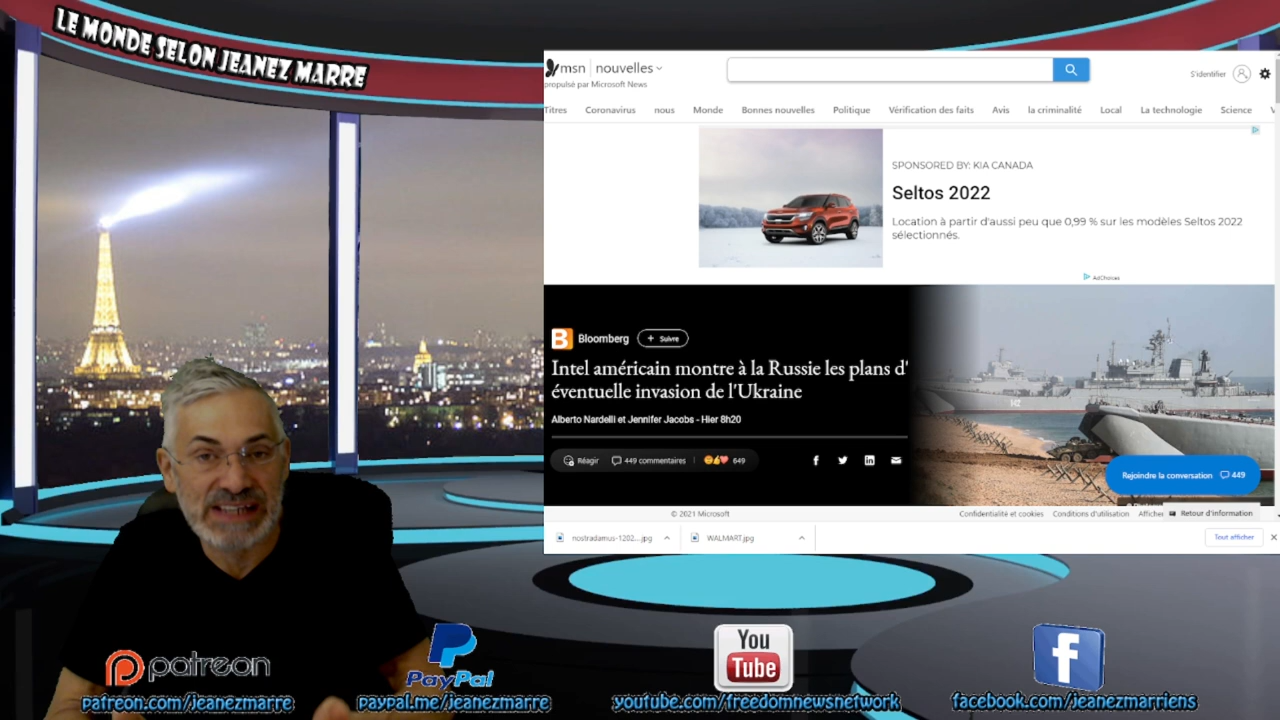 LE MONDE SELON JEANEZ MARRE
msn nouvelles
propulsé par Microsoft News
S'identifier
Titres Coronavirus nous Monde Bonnes nouvelles Politique Vérification des faits Avis la criminalité Local La technologie Science
SPONSORED BY: KIA CANADA
Seltos 2022
Location à partir d'aussi peu que 0,99 % sur les modèles Seltos 2022
sélectionnés.
AdChoices
B Bloomberg + Suivre
Intel américain montre à la Russie les plans d'
éventuelle invasion de l'Ukraine
Alberto Nardelli et Jennifer Jacobs - Hier 8h20
Réagir 449 commentaires 649
Rejoindre la conversation 449
© 2021 Microsoft Confidentialité et cookies Conditions d'utilisation Affiches Retour d'information
nostradamus-1202....jpg WALMART.jpg Tout afficher
patreon PayPal You Tube f
patreon.com/jeanezmarre paypal.me/jeanezmarre youtube.com/freedomnewsnetwork facebook.com/jeanezmarriens